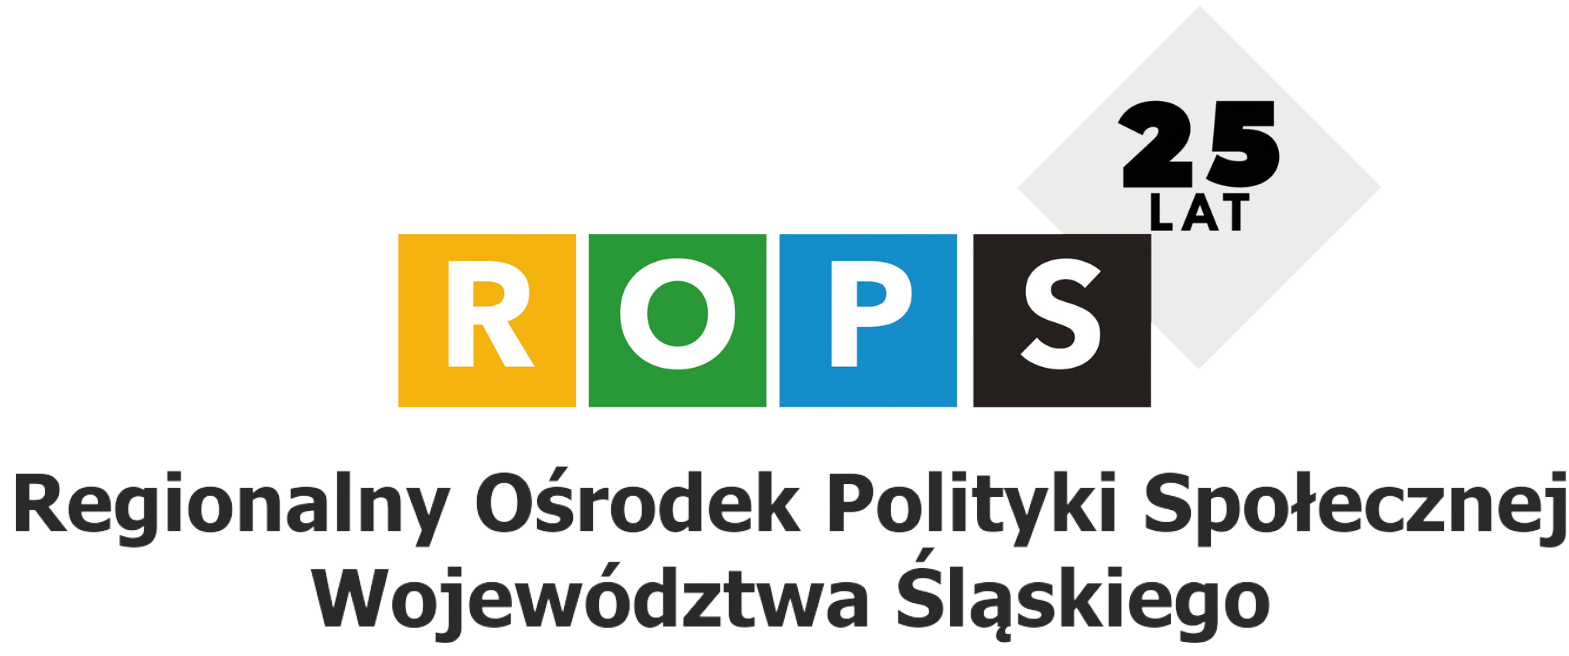 25
LAT
ROPS
Regionalny Ośrodek Polityki Społecznej
Województwa Śląskiego